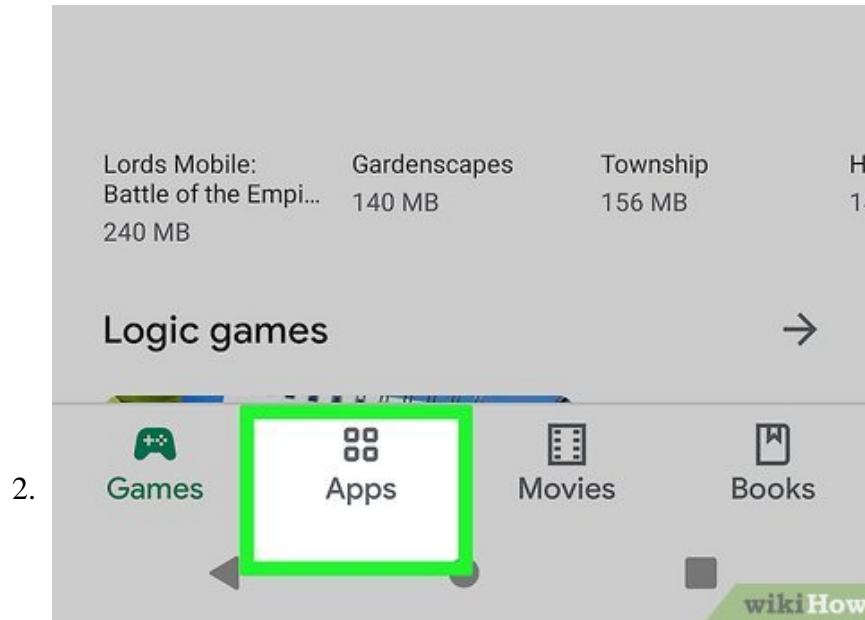 Lords Mobile:
Battle of the Empi...
240 MB
Gardenscapes
140 MB
Township
156 MB
H
1
Logic games
2.
Games
Apps
Movies
Books
wikiHow